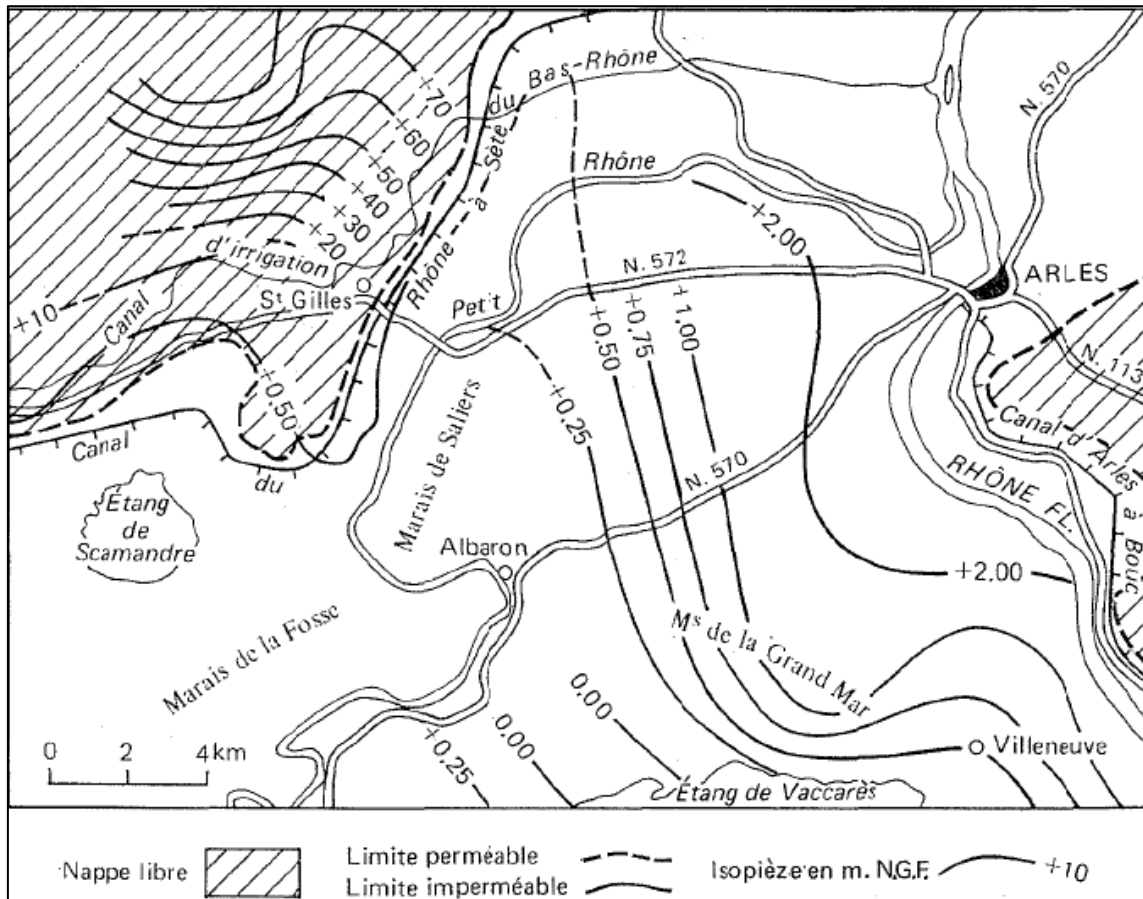 Bas-Rhône
du
N. 570
+70
+60
+50
+40
+30
+20
+10
Rhône
à Sète
Rhône
+2.00
d'irrigation
Canal
St Gilles
Petit
N. 572
ARLES
N. 113
+0.50
+0.75
+1.00
+0.25
+0.50
Canal
du
Marais de Saliers
N. 570
RHÔNE FL.
Canal d'Arles
à Bouc
Etang
de
Scamandre
Albaron
+2.00
Marais de la Fosse
Ms de la Grand Mar
0.00
0.00
+0.25
Villeneuve
Étang de Vaccarès
0 2 4 km
Nappe libre
Limite perméable
Limite imperméable
Isopièze en m. N.G.F.
+10